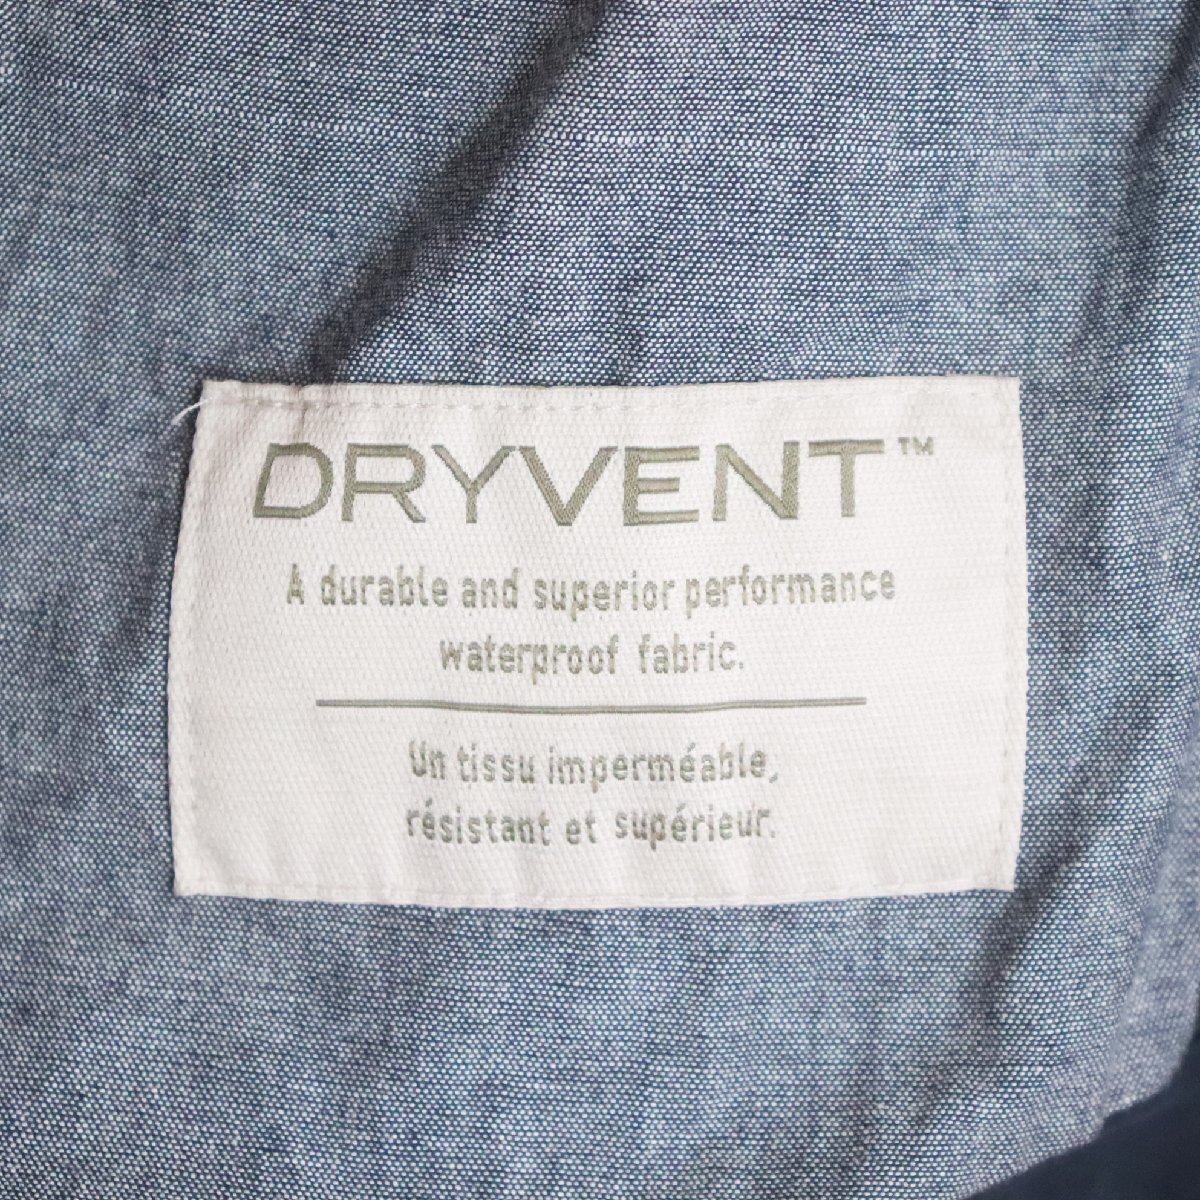 DRYVENT™
A durable and superior performance
waterproof fabric.
Un tissu imperméable,
résistant et supérieur.